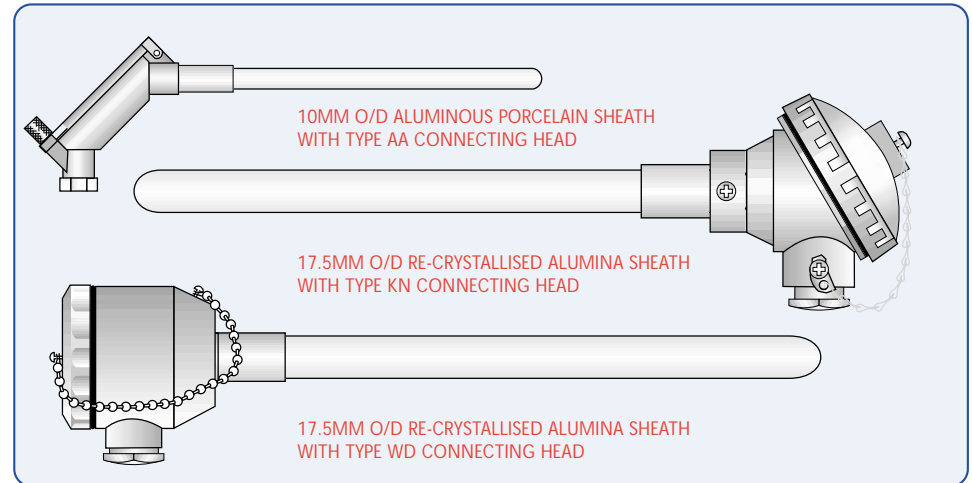 10MM O/D ALUMINOUS PORCELAIN SHEATH
WITH TYPE AA CONNECTING HEAD
17.5MM O/D RE-CRYSTALLISED ALUMINA SHEATH
WITH TYPE KN CONNECTING HEAD
17.5MM O/D RE-CRYSTALLISED ALUMINA SHEATH
WITH TYPE WD CONNECTING HEAD